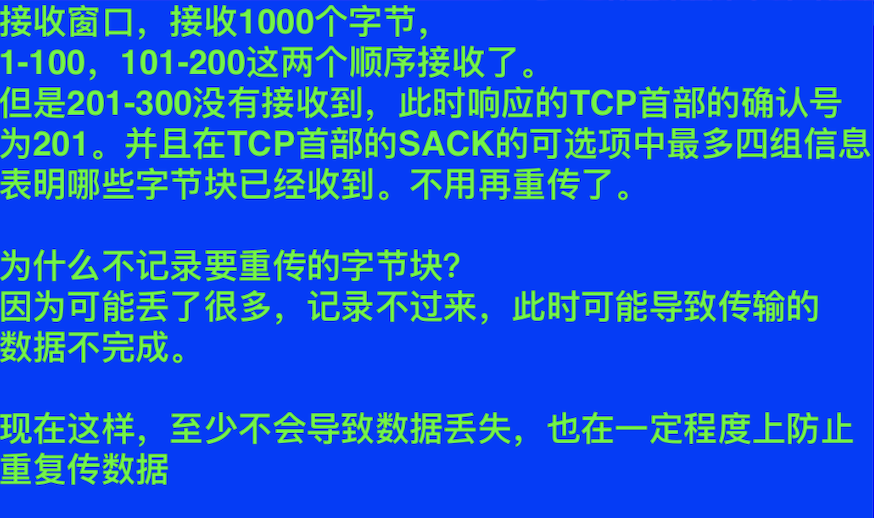 接收窗口，接收1000个字节，
1-100，101-200这两个顺序接收了。
但是201-300没有接收到，此时响应的TCP首部的确认号
为201。并且在TCP首部的SACK的可选项中最多四组信息
表明哪些字节块已经收到。不用再重传了。
为什么不记录要重传的字节块？
因为可能丢了很多，记录不过来，此时可能导致传输的
数据不完成。
现在这样，至少不会导致数据丢失，也在一定程度上防止
重复传数据